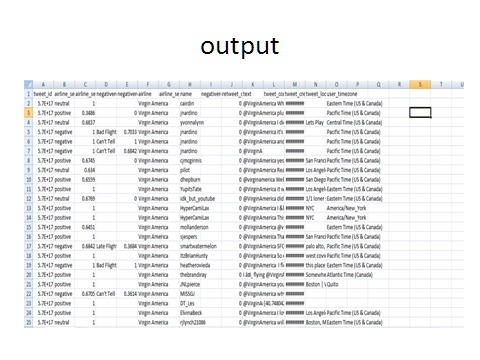 output
A B C D E F G H I J K L M N O P Q R S T U
1 tweet_id airline_se airline_se negativer negativer airline name negativer retweet_c text tweet_coo tweet_cre tweet_loc user_timezone
2 5.7E+17 neutral 1 Virgin America cairdin 0 @VirginAmerica ####### Eastern Time (US & Canada)
3 5.7E+17 positive 0.3486 0 Virgin America jnardino 0 @VirginAmerica plu ####### Pacific Time (US & Canada)
4 5.7E+17 neutral 0.6837 Virgin America yvonnalynn 0 @VirginAmerica ####### Lets Play Central Time (US & Canada)
5 5.7E+17 negative 1 Bad Flight 0.7033 Virgin America jnardino 0 @VirginAmerica it's ####### Pacific Time (US & Canada)
6 5.7E+17 negative 1 Can't Tell 1 Virgin America jnardino 0 @VirginAmerica and ####### Pacific Time (US & Canada)
7 5.7E+17 negative 1 Can't Tell 0.6842 Virgin America jnardino 0 @VirginA ####### Pacific Time (US & Canada)
8 5.7E+17 positive 0.6745 0 Virgin America cjmcginnis 0 @VirginAmerica yes ####### San Franci Pacific Time (US & Canada)
9 5.7E+17 neutral 0.634 Virgin America pilot 0 @VirginAmerica Rea ####### Los Angele Pacific Time (US & Canada)
10 5.7E+17 positive 0.6559 Virgin America dhepburn 0 @virginamerica Well ####### San Diego Pacific Time (US & Canada)
11 5.7E+17 positive 1 Virgin America YupitsTate 0 @VirginAmerica it w ####### Los Angele Eastern Time (US & Canada)
12 5.7E+17 neutral 0.6769 0 Virgin America idk_but_youtube 0 @VirginAmerica did ####### 1/1 loner Eastern Time (US & Canada)
13 5.7E+17 positive 1 Virgin America HyperCamiLax 0 @VirginAmerica ####### NYC America/New_York
14 5.7E+17 positive 1 Virgin America HyperCamiLax 0 @VirginAmerica Thi ####### NYC America/New_York
15 5.7E+17 positive 0.6451 Virgin America mollanderson 0 @VirginAmerica ####### Eastern Time (US & Canada)
16 5.7E+17 positive 1 Virgin America sjespers 0 @VirginAmerica Tha ####### San Franci Pacific Time (US & Canada)
17 5.7E+17 negative 0.6842 Late Flight 0.3684 Virgin America smartwatermelon 0 @VirginAmerica SFO ####### palo alto, Pacific Time (US & Canada)
18 5.7E+17 positive 1 Virgin America ItzBrianHunty 0 @VirginAmerica So ####### west covi Pacific Time (US & Canada)
19 5.7E+17 negative 1 Bad Flight 1 Virgin America heatherovieda 0 @VirginAmerica I fl ####### this place Eastern Time (US & Canada)
20 5.7E+17 positive 1 Virgin America thebrandiray 0 ####### Somewhe Atlantic Time (Canada)
21 5.7E+17 positive 1 Virgin America JNLpierce 0 @VirginAmerica you ####### Boston | Quito
22 5.7E+17 negative 0.6705 Can't Tell 0.3614 Virgin America MISSGJ 0 @VirginAmerica #######
23 5.7E+17 positive 1 Virgin America DT_Les 0 @VirginAmerica [40.74804 #######
24 5.7E+17 positive 1 Virgin America ElvinaBeck 0 @VirginAmerica I lo ####### Los Angele Pacific Time (US & Canada)
25 5.7E+17 neutral 1 Virgin America rjlynch21086 0 @VirginAmerica will ####### Boston, M Eastern Time (US & Canada)